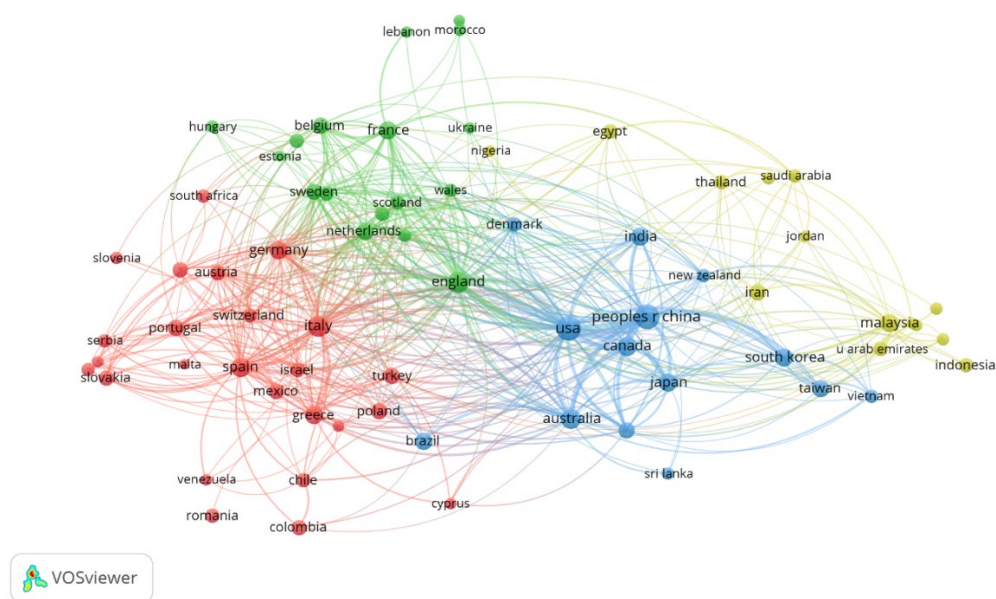 lebanon
morocco
hungary
belgium
france
ukraine
egypt
nigeria
estonia
thailand
saudi arabia
south africa
sweden
scotland
wales
denmark
netherlands
india
jordan
germany
slovenia
austria
england
new zealand
iran
switzerland
portugal
italy
usa
peoples r china
malaysia
serbia
canada
u arab emirates
malta
spain
israel
south korea
indonesia
slovakia
turkey
japan
mexico
taiwan
vietnam
greece
poland
australia
brazil
sri lanka
venezuela
chile
cyprus
romania
colombia
VOSviewer